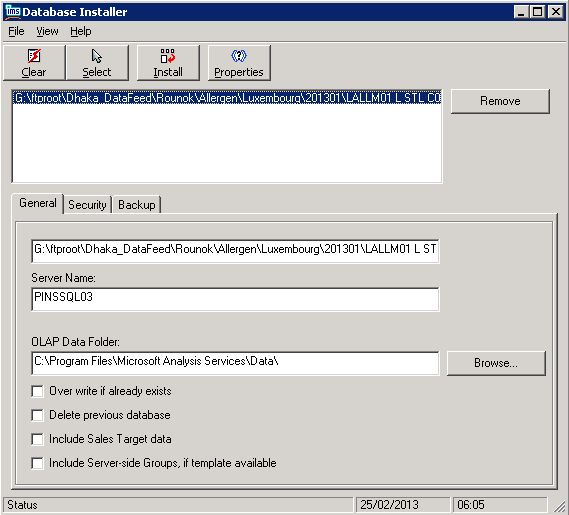 ims Database Installer
File View Help
Clear Select Install Properties
G:\ftproot\Dhaka_DataFeed\Rounok\Allergen\Luxembourg\201301\LALLM01 L STL CO
Remove
General Security Backup
G:\ftproot\Dhaka_DataFeed\Rounok\Allergen\Luxembourg\201301\LALLM01 L ST
Server Name:
PINSSQL03
OLAP Data Folder:
C:\Program Files\Microsoft Analysis Services\Data\
Browse...
Over write if already exists
Delete previous database
Include Sales Target data
Include Server-side Groups, if template available
Status 25/02/2013 06:05